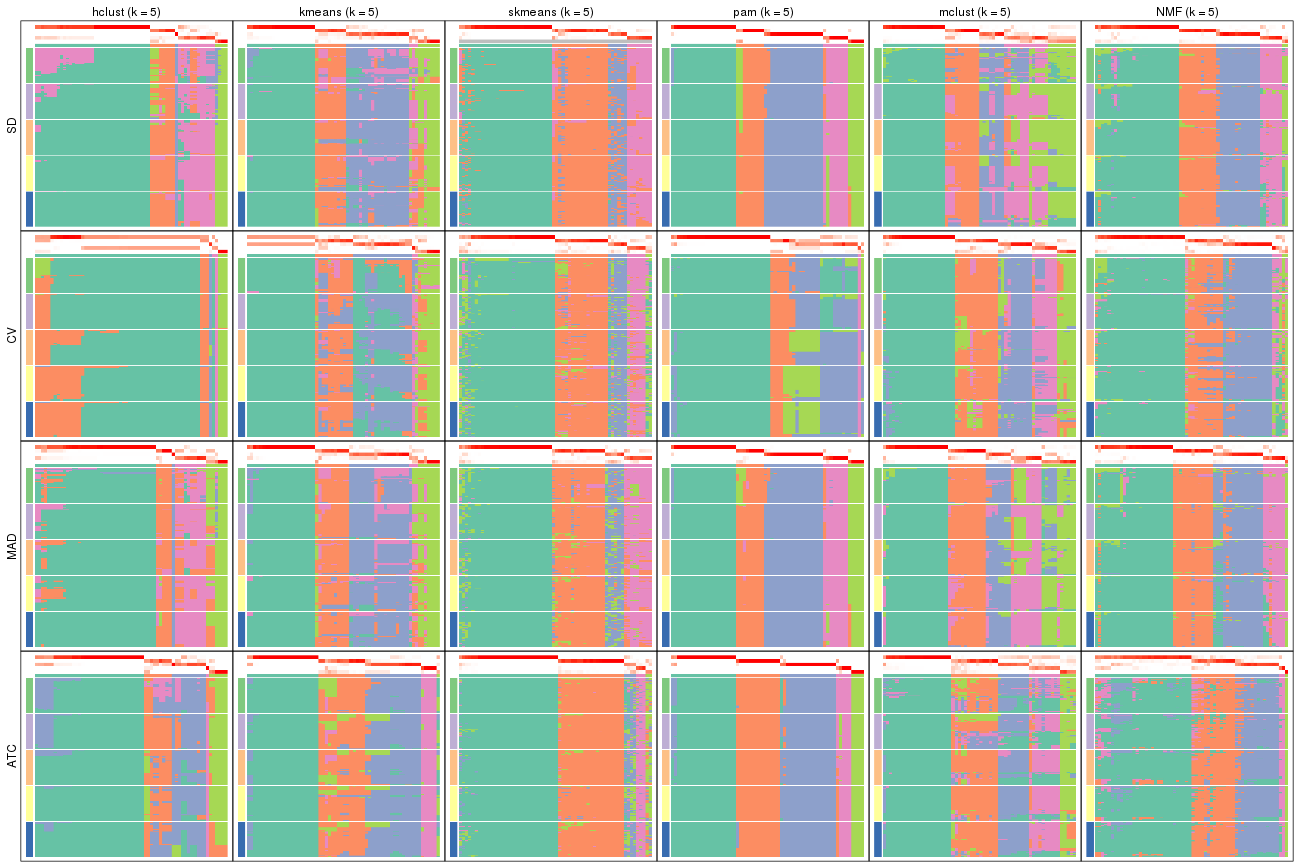 hclust (k = 5) kmeans (k = 5) skmeans (k = 5) pam (k = 5) mclust (k = 5) NMF (k = 5)
SD
CV
MAD
ATC